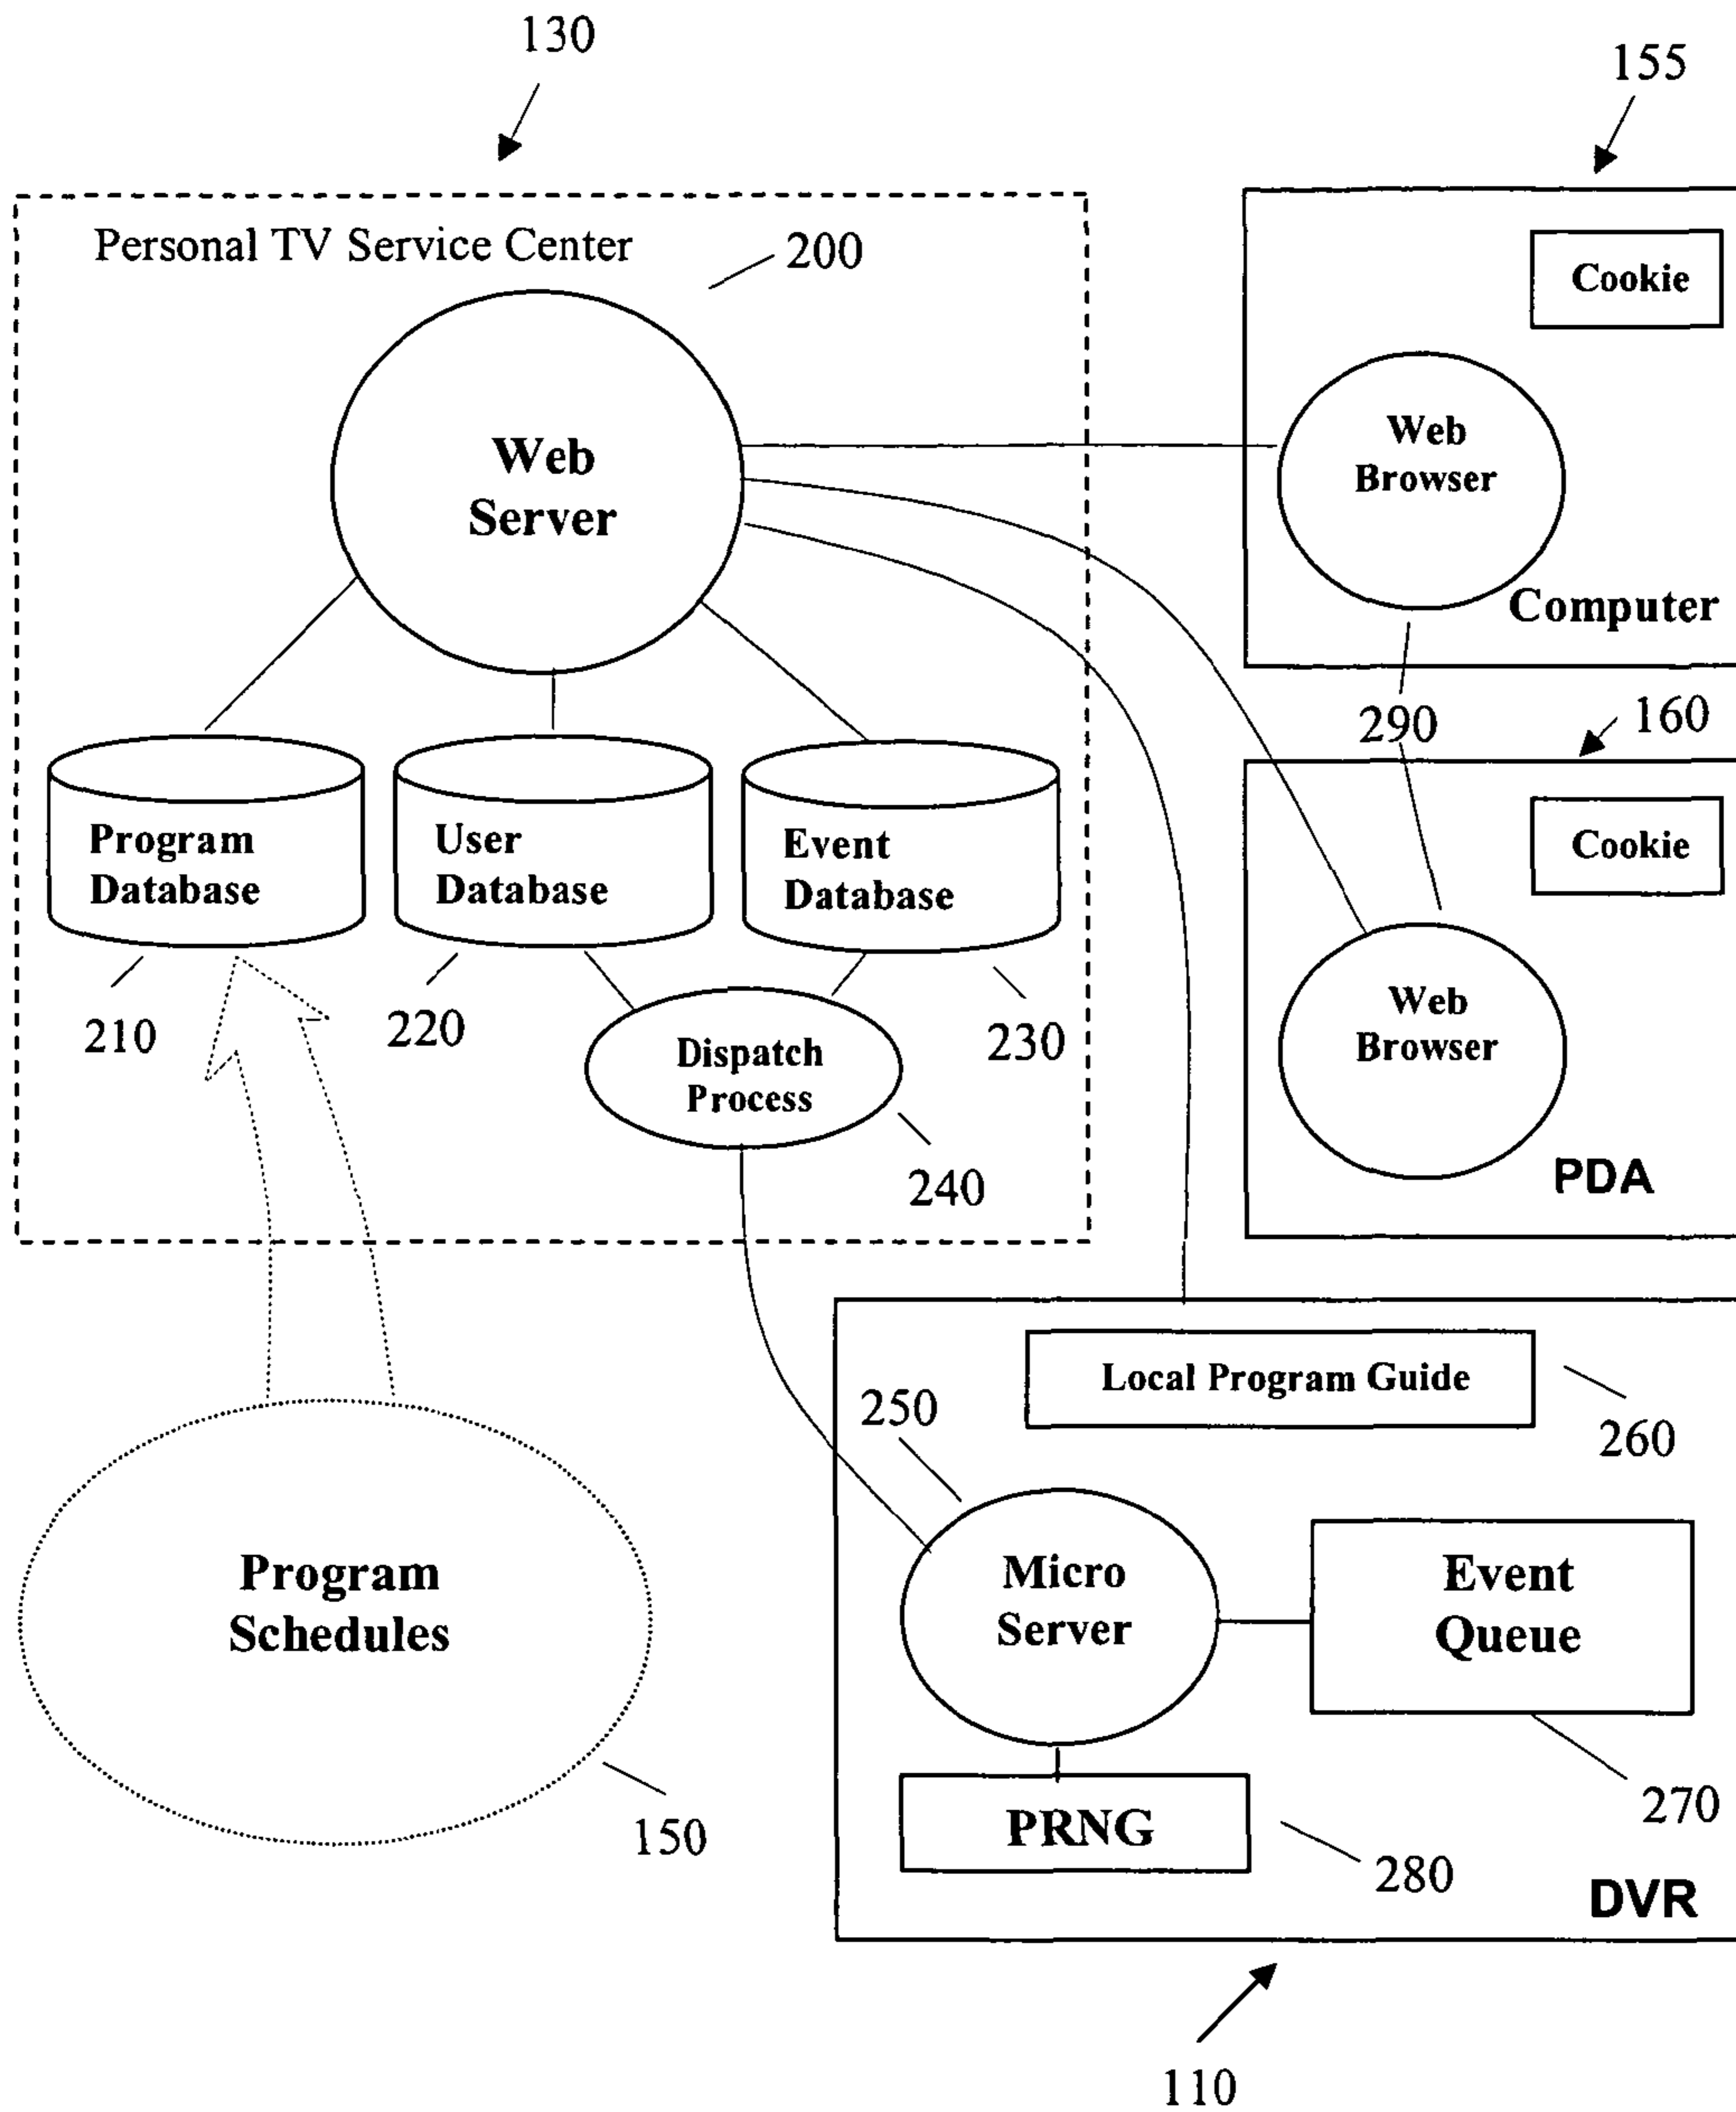 130
155
Personal TV Service Center
200
Cookie
Web
Server
Web
Browser
Computer
290
160
Program
Database
User
Database
Event
Database
Cookie
210
220
230
Dispatch
Process
Web
Browser
240
PDA
Local Program Guide
250
260
Program
Schedules
Micro
Server
Event
Queue
150
PRNG
270
280
DVR
110